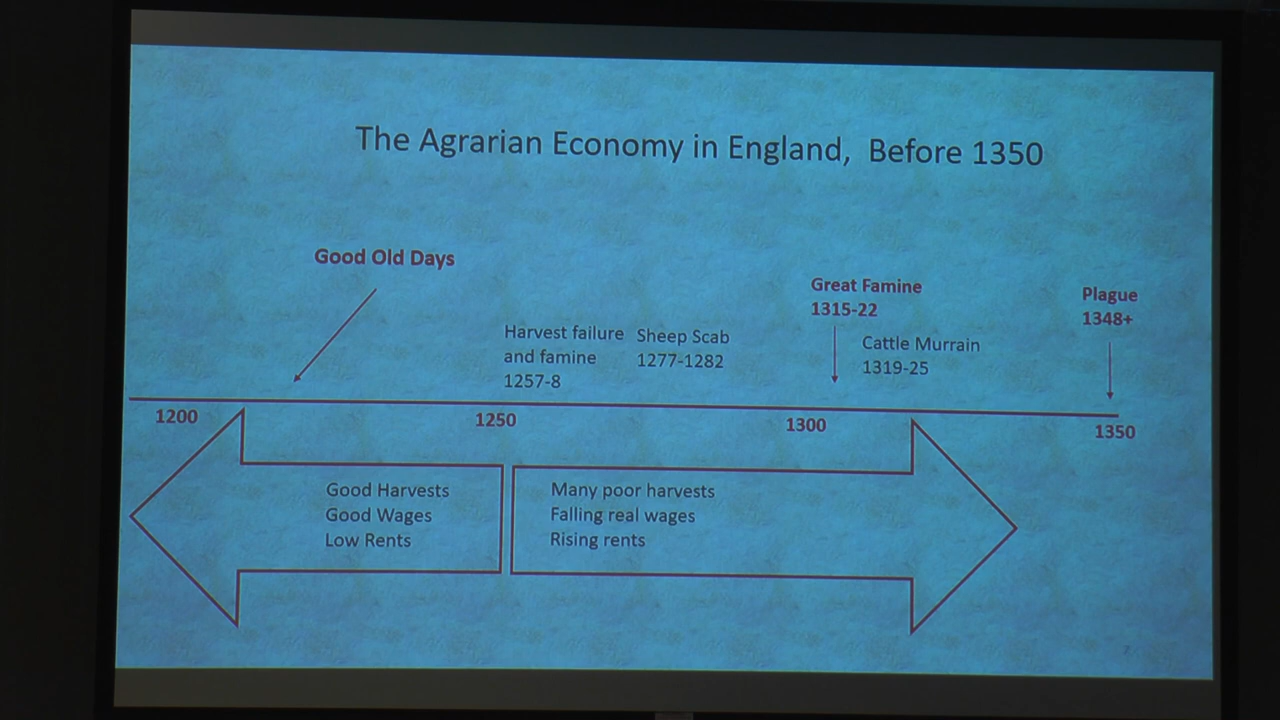 The Agrarian Economy in England, Before 1350
Good Old Days
Harvest failure
and famine
1257-8
Sheep Scab
1277-1282
Great Famine
1315-22
Cattle Murrain
1319-25
Plague
1348+
1200
1250
1300
1350
Good Harvests
Good Wages
Low Rents
Many poor harvests
Falling real wages
Rising rents